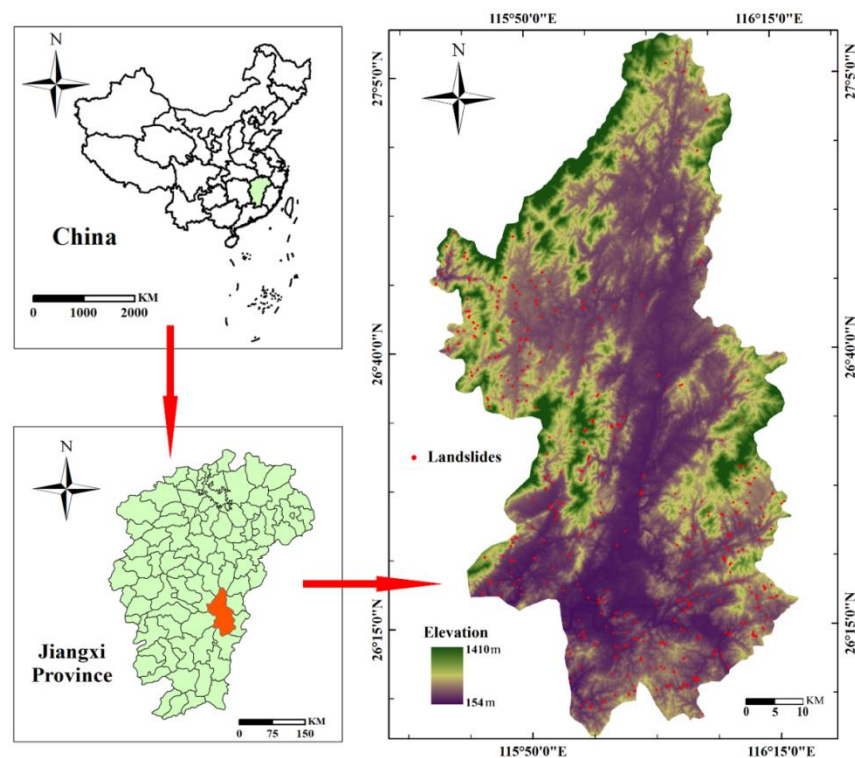 N
China
KM
0 1000 2000
N
Jiangxi
Province
KM
0 75 150
115°50'0"E 116°15'0"E
27°5'0"N 27°5'0"N
N
26°40'0"N 26°40'0"N
Landslides
26°15'0"N 26°15'0"N
Elevation
1410m
154m
KM
0 5 10
115°50'0"E 116°15'0"E